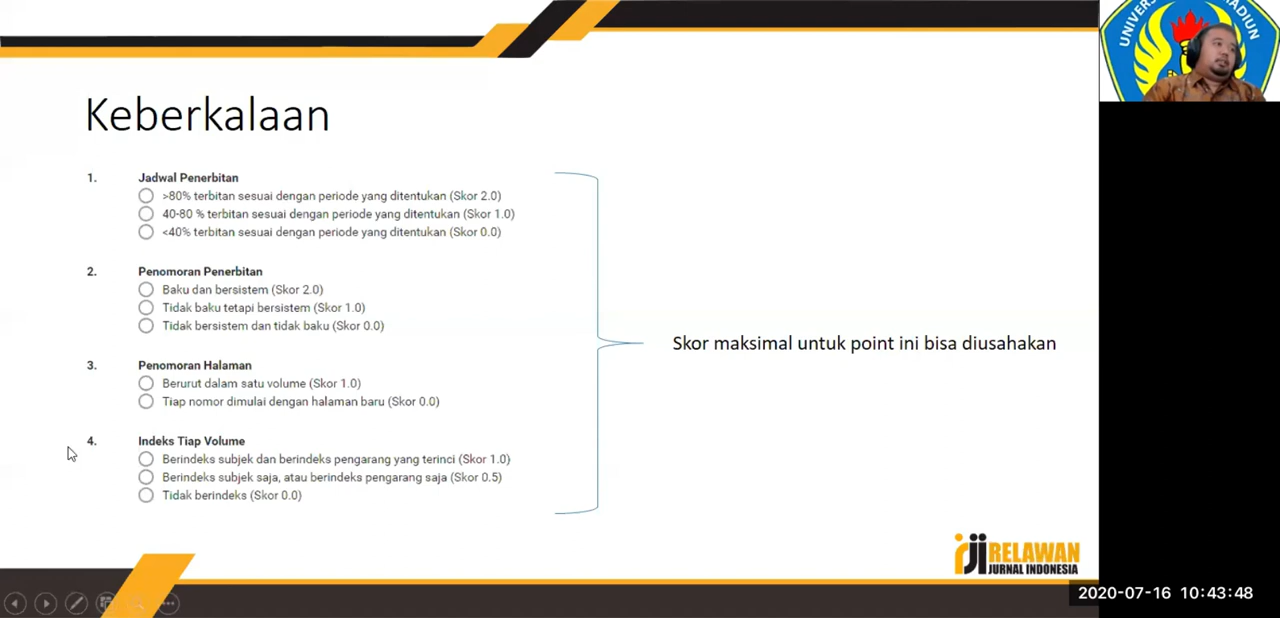 UNIVERS
DIUN
Keberkalaan
1. Jadwal Penerbitan
>80% terbitan sesuai dengan periode yang ditentukan (Skor 2.0)
40-80 % terbitan sesuai dengan periode yang ditentukan (Skor 1.0)
<40% terbitan sesuai dengan periode yang ditentukan (Skor 0.0)
2. Penomoran Penerbitan
Baku dan bersistem (Skor 2.0)
Tidak baku tetapi bersistem (Skor 1.0)
Tidak bersistem dan tidak baku (Skor 0.0)
3. Penomoran Halaman
Berurut dalam satu volume (Skor 1.0)
Tiap nomor dimulai dengan halaman baru (Skor 0.0)
4. Indeks Tiap Volume
Berindeks subjek dan berindeks pengarang yang terinci (Skor 1.0)
Berindeks subjek saja, atau berindeks pengarang saja (Skor 0.5)
Tidak berindeks (Skor 0.0)
Skor maksimal untuk point ini bisa diusahakan
rji RELAWAN
JURNAL INDONESIA
2020-07-16 10:43:48